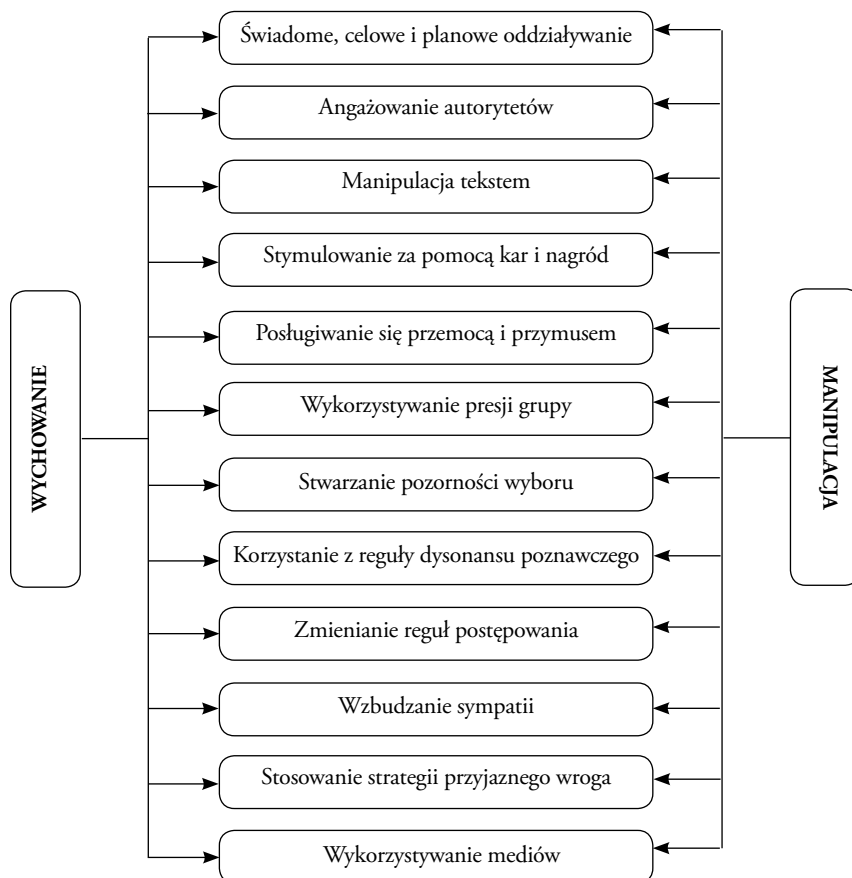 Świadome, celowe i planowe oddziaływanie
Angażowanie autorytetów
Manipulacja tekstem
Stymulowanie za pomocą kar i nagród
Posługiwanie się przemocą i przymusem
Wykorzystywanie presji grupy
Stwarzanie pozorności wyboru
Korzystanie z reguły dysonansu poznawczego
Zmienianie reguł postępowania
Wzbudzanie sympatii
Stosowanie strategii przyjaznego wroga
Wykorzystywanie mediów
WYCHOWANIE
MANIPULACJA